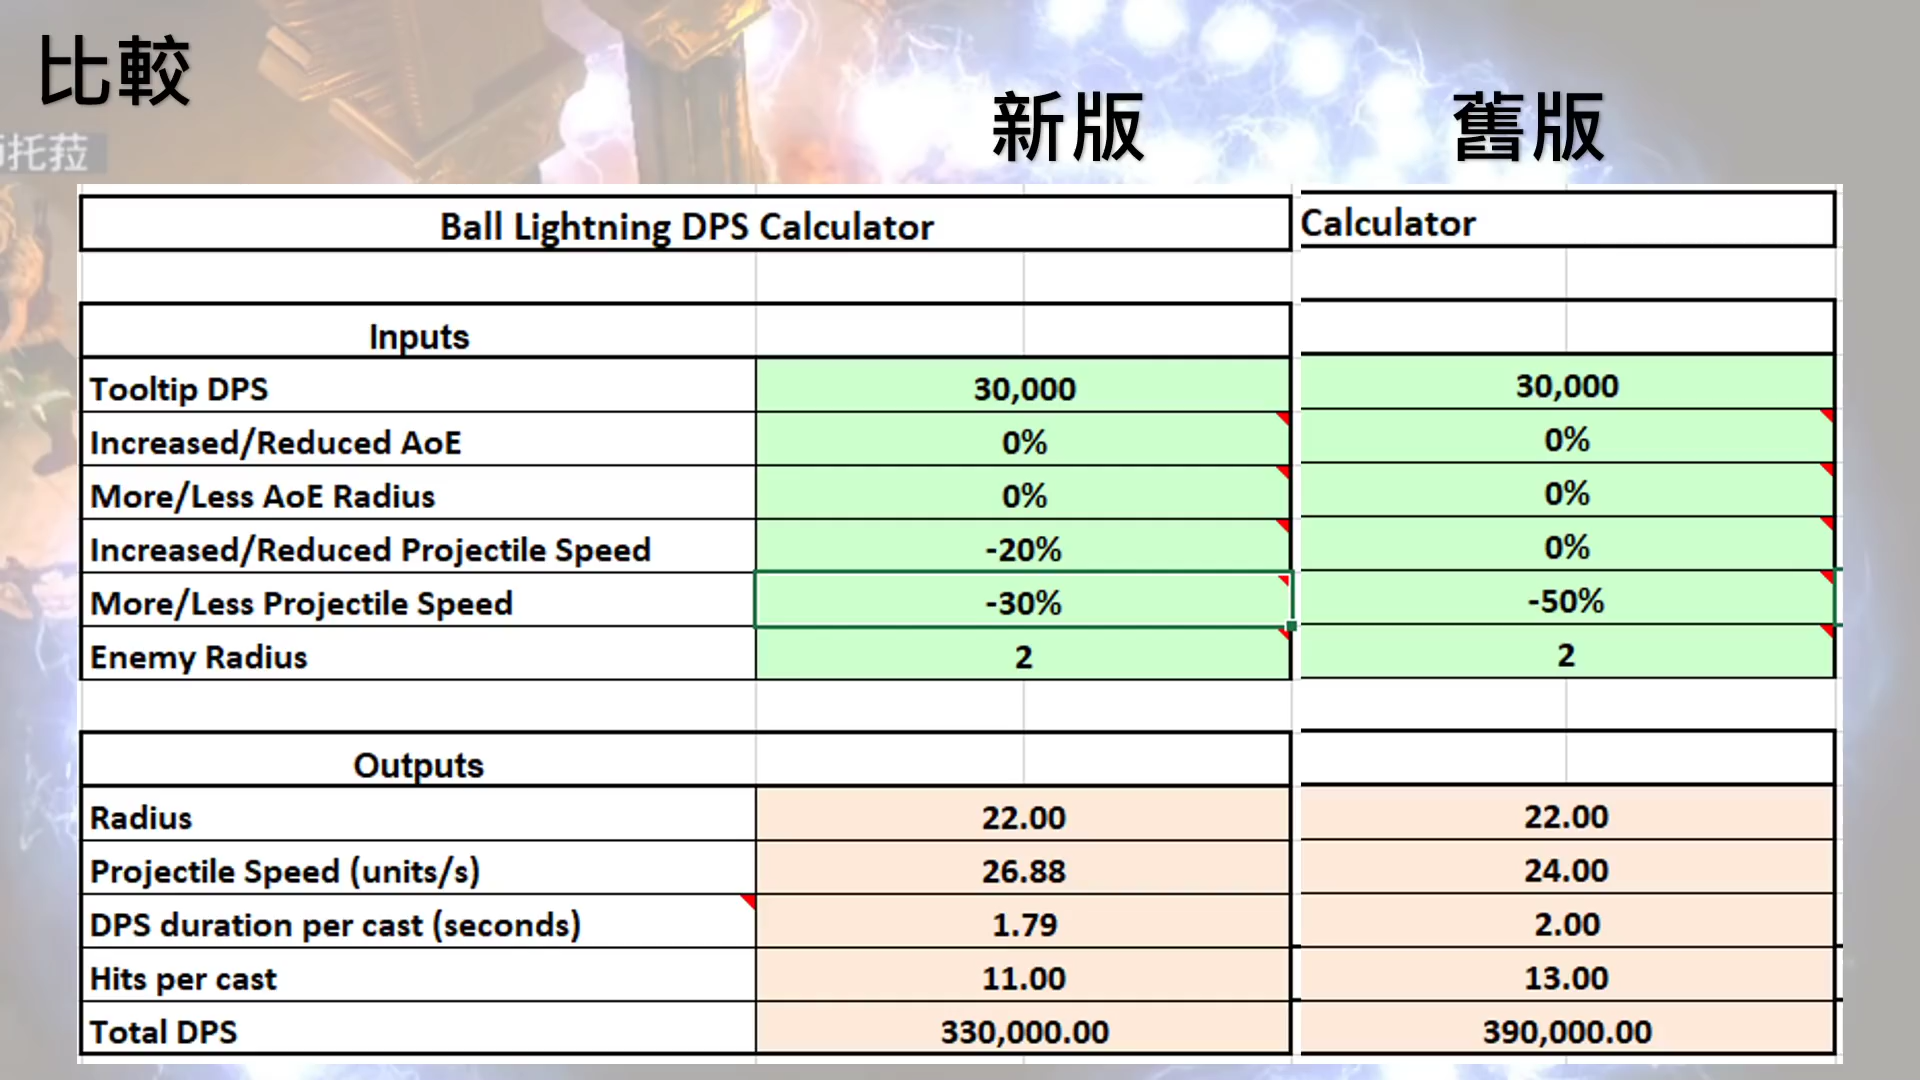 比較
托菈
新版 舊版
Ball Lightning DPS Calculator Calculator
Inputs
Tooltip DPS 30,000 30,000
Increased/Reduced AoE 0% 0%
More/Less AoE Radius 0% 0%
Increased/Reduced Projectile Speed -20% 0%
More/Less Projectile Speed -30% -50%
Enemy Radius 2 2
Outputs
Radius 22.00 22.00
Projectile Speed (units/s) 26.88 24.00
DPS duration per cast (seconds) 1.79 2.00
Hits per cast 11.00 13.00
Total DPS 330,000.00 390,000.00